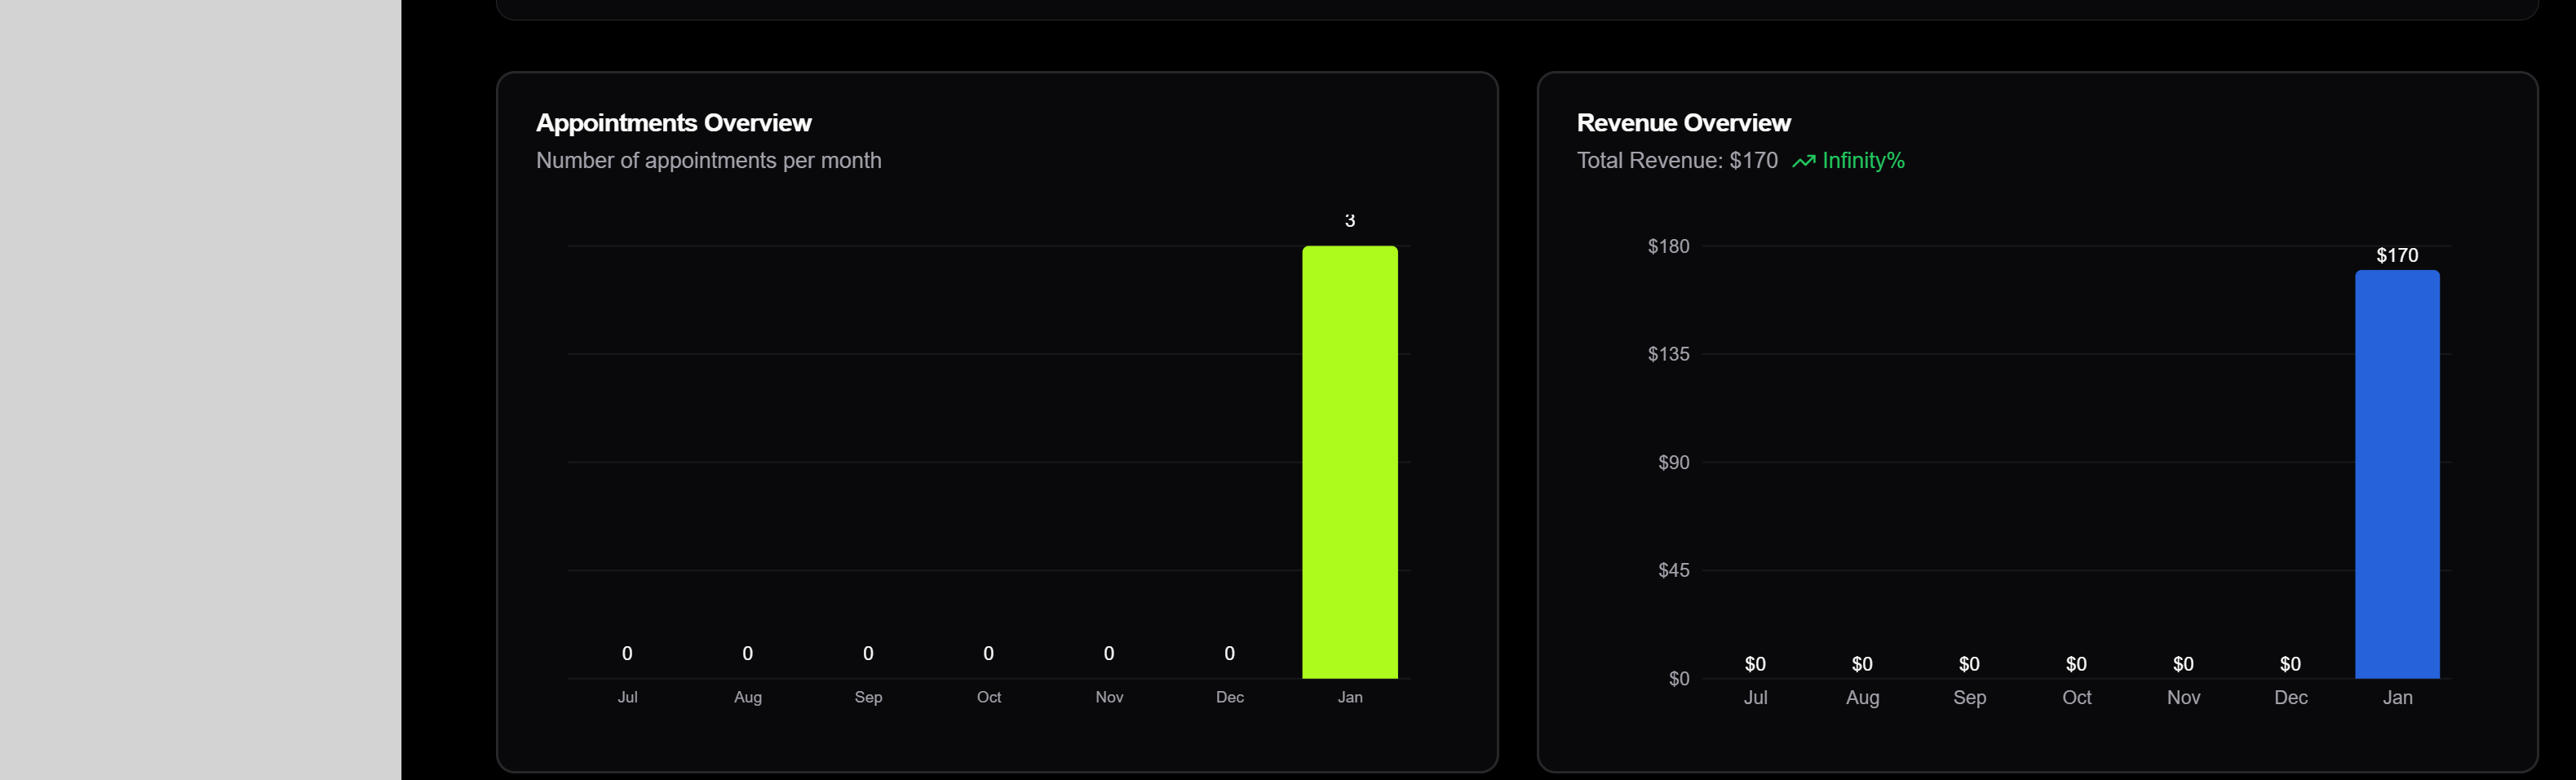 Appointments Overview
Number of appointments per month
3
0 0 0 0 0 0
Jul Aug Sep Oct Nov Dec Jan
Revenue Overview
Total Revenue: $170 Infinity%
$180
$170
$135
$90
$45
$0 $0 $0 $0 $0 $0
$0
Jul Aug Sep Oct Nov Dec Jan